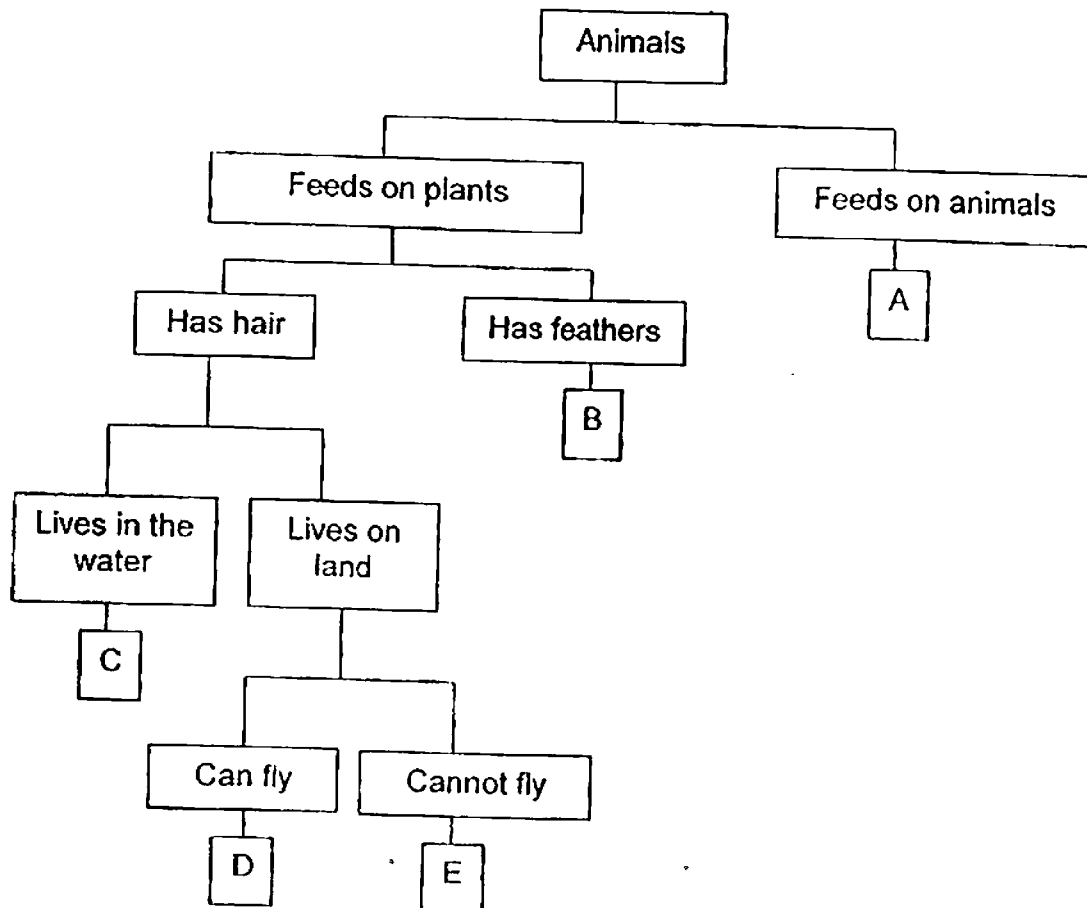 Animals
Feeds on plants
Feeds on animals
A
Has hair
Has feathers
B
Lives in the
water
Lives on
land
C
Can fly
Cannot fly
D
E